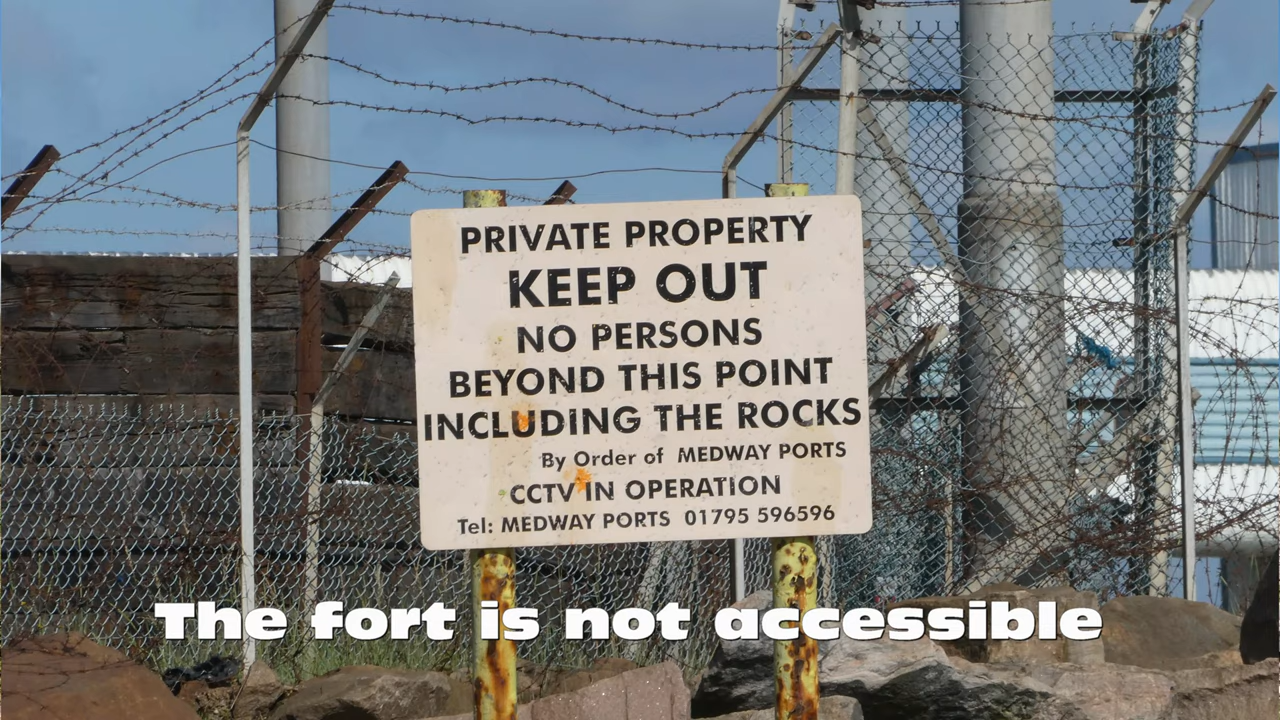 PRIVATE PROPERTY
KEEP OUT
NO PERSONS
BEYOND THIS POINT
INCLUDING THE ROCKS
By Order of MEDWAY PORTS
CCTV IN OPERATION
Tel: MEDWAY PORTS 01795 596596
The fort is not accessible